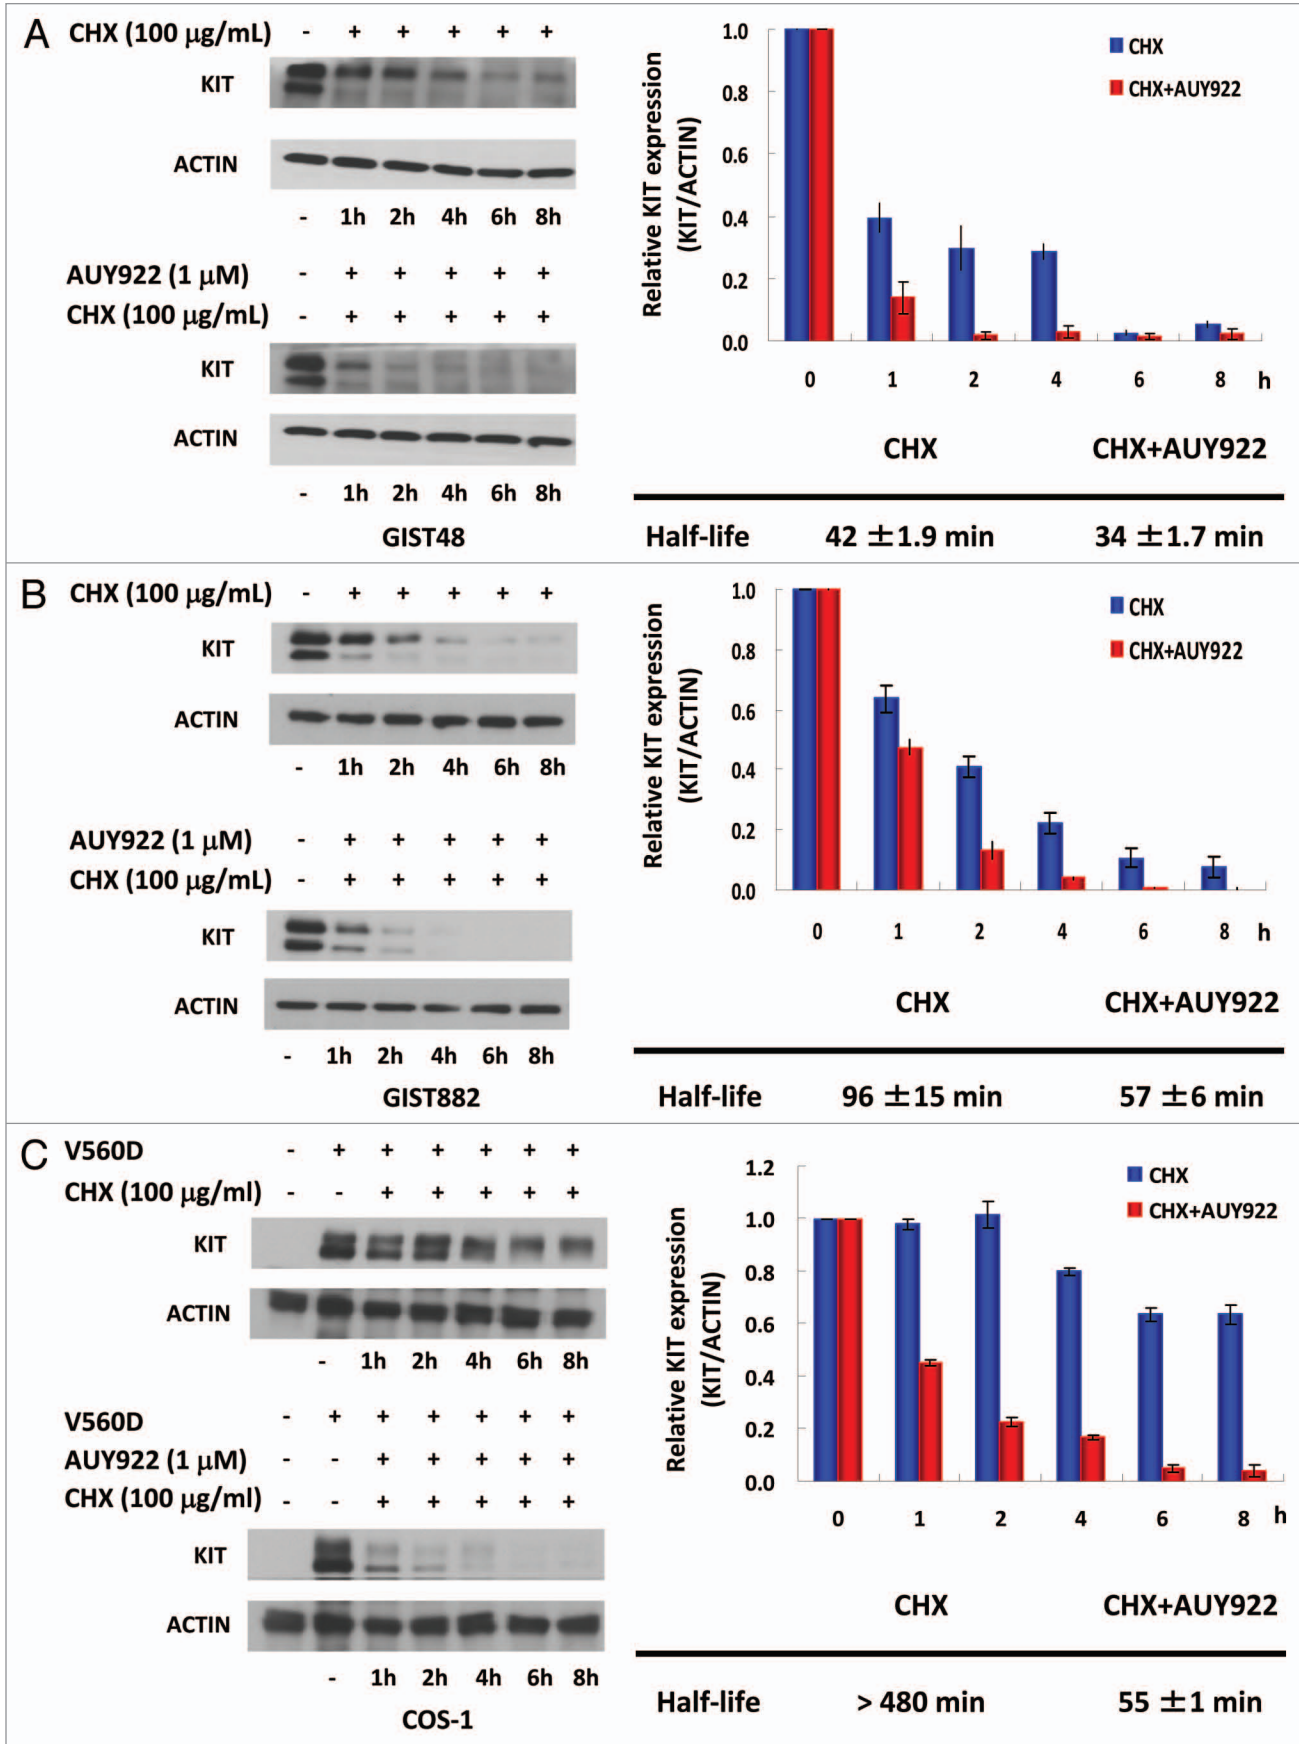 A
CHX (100 µg/mL) - + + + + +
KIT
ACTIN
- 1h 2h 4h 6h 8h
AUY922 (1 µM) - + + + + +
CHX (100 µg/mL) - + + + + +
KIT
ACTIN
- 1h 2h 4h 6h 8h
GIST48
Relative KIT expression
(KIT/ACTIN)
1.0
0.8
0.6
0.4
0.2
0.0
0 1 2 4 6 8 h
CHX
CHX+AUY922
CHX CHX+AUY922
Half-life 42 ±1.9 min 34 ±1.7 min
B
CHX (100 µg/mL) - + + + + +
KIT
ACTIN
- 1h 2h 4h 6h 8h
AUY922 (1 µM) - + + + + +
CHX (100 µg/mL) - + + + + +
KIT
ACTIN
- 1h 2h 4h 6h 8h
GIST882
Relative KIT expression
(KIT/ACTIN)
1.0
0.8
0.6
0.4
0.2
0.0
0 1 2 4 6 8 h
CHX
CHX+AUY922
CHX CHX+AUY922
Half-life 96 ±15 min 57 ±6 min
C
V560D - + + + + + +
CHX (100 µg/ml) - - + + + + +
KIT
ACTIN
- 1h 2h 4h 6h 8h
V560D - + + + + + +
AUY922 (1 µM) - - + + + + +
CHX (100 µg/ml) - - + + + + +
KIT
ACTIN
- 1h 2h 4h 6h 8h
COS-1
Relative KIT expression
(KIT/ACTIN)
1.2
1.0
0.8
0.6
0.4
0.2
0.0
0 1 2 4 6 8 h
CHX
CHX+AUY922
CHX CHX+AUY922
Half-life > 480 min 55 ±1 min